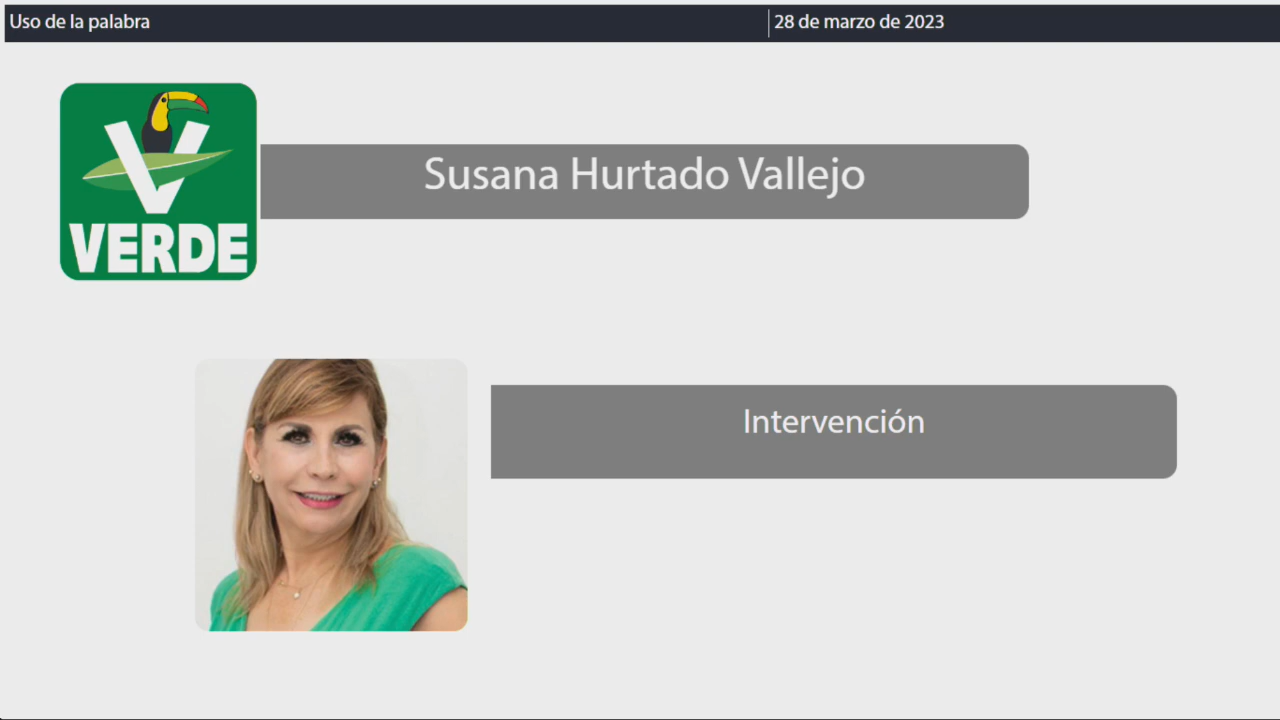 Uso de la palabra
28 de marzo de 2023
V
VERDE
Susana Hurtado Vallejo
Intervención